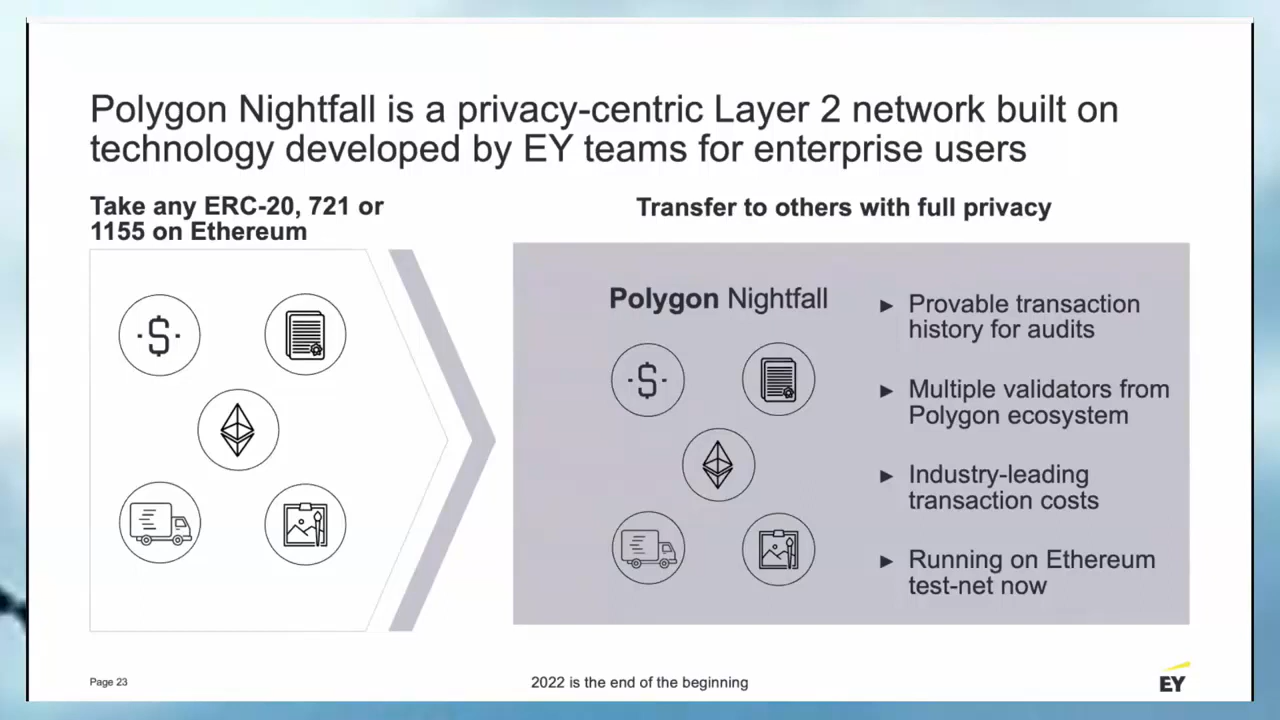 Polygon Nightfall is a privacy-centric Layer 2 network built on
technology developed by EY teams for enterprise users
Take any ERC-20, 721 or
1155 on Ethereum
Transfer to others with full privacy
Polygon Nightfall
► Provable transaction
history for audits
► Multiple validators from
Polygon ecosystem
► Industry-leading
transaction costs
► Running on Ethereum
test-net now
Page 23
2022 is the end of the beginning
EY